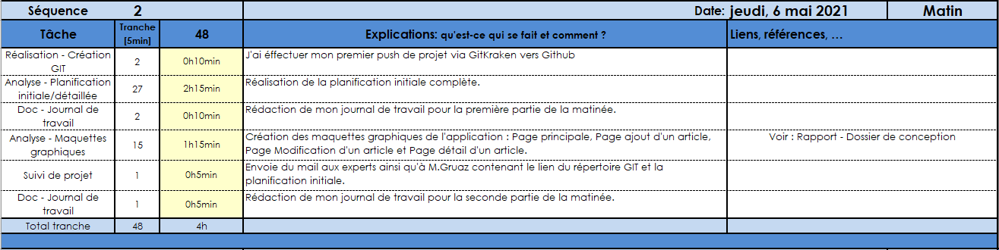 Séquence 2 Date: jeudi, 6 mai 2021 Matin
Tâche Tranche [5min] 48 Explications: qu'est-ce qui se fait et comment ? Liens, références, ...
Réalisation - Création GIT 2 0h10min J'ai éffectuer mon premier push de projet via GitKraken vers Github
Analyse - Planification initiale/détaillée 27 2h15min Réalisation de la planification initiale complète.
Doc - Journal de travail 2 0h10min Rédaction de mon journal de travail pour la première partie de la matinée.
Analyse - Maquettes graphiques 15 1h15min Création des maquettes graphiques de l'application : Page principale, Page ajout d'un article, Page Modification d'un article et Page détail d'un article. Voir : Rapport - Dossier de conception
Suivi de projet 1 0h5min Envoie du mail aux experts ainsi qu'à M.Gruaz contenant le lien du répertoire GIT et la planification initiale.
Doc - Journal de travail 1 0h5min Rédaction de mon journal de travail pour la seconde partie de la matinée.
Total tranche 48 4h